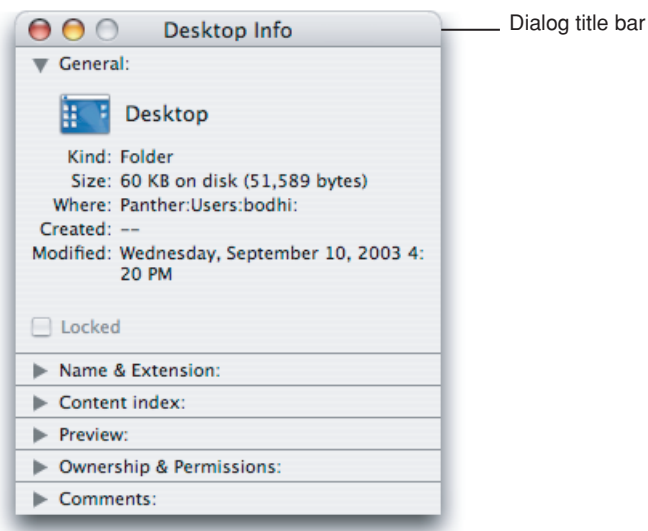 Desktop Info
Dialog title bar
General:
Desktop
Kind: Folder
Size: 60 KB on disk (51,589 bytes)
Where: Panther:Users:bodhi:
Created: --
Modified: Wednesday, September 10, 2003 4:
20 PM
Locked
Name & Extension:
Content index:
Preview:
Ownership & Permissions:
Comments: